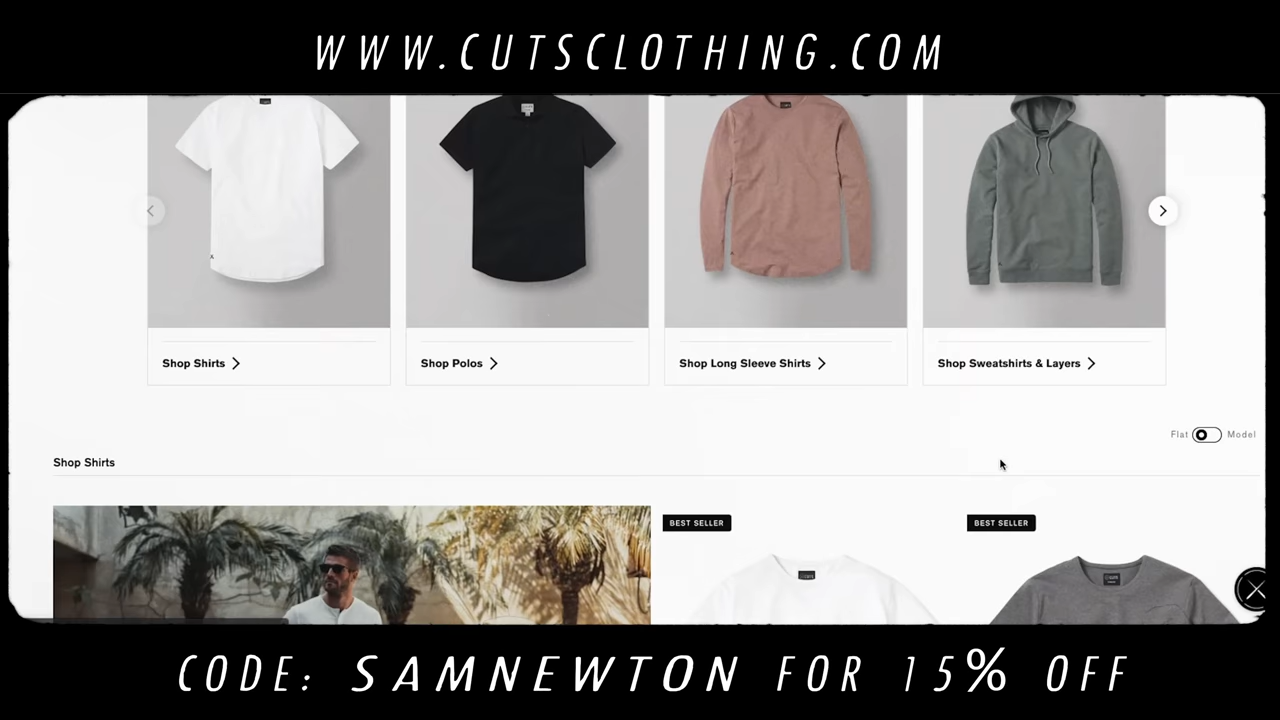 WWW.CUTSCLOTHING.COM
Shop Shirts
Shop Polos
Shop Long Sleeve Shirts
Shop Sweatshirts & Layers
Flat
Model
Shop Shirts
BEST SELLER
BEST SELLER
CODE: SAMNEWTON FOR 15% OFF